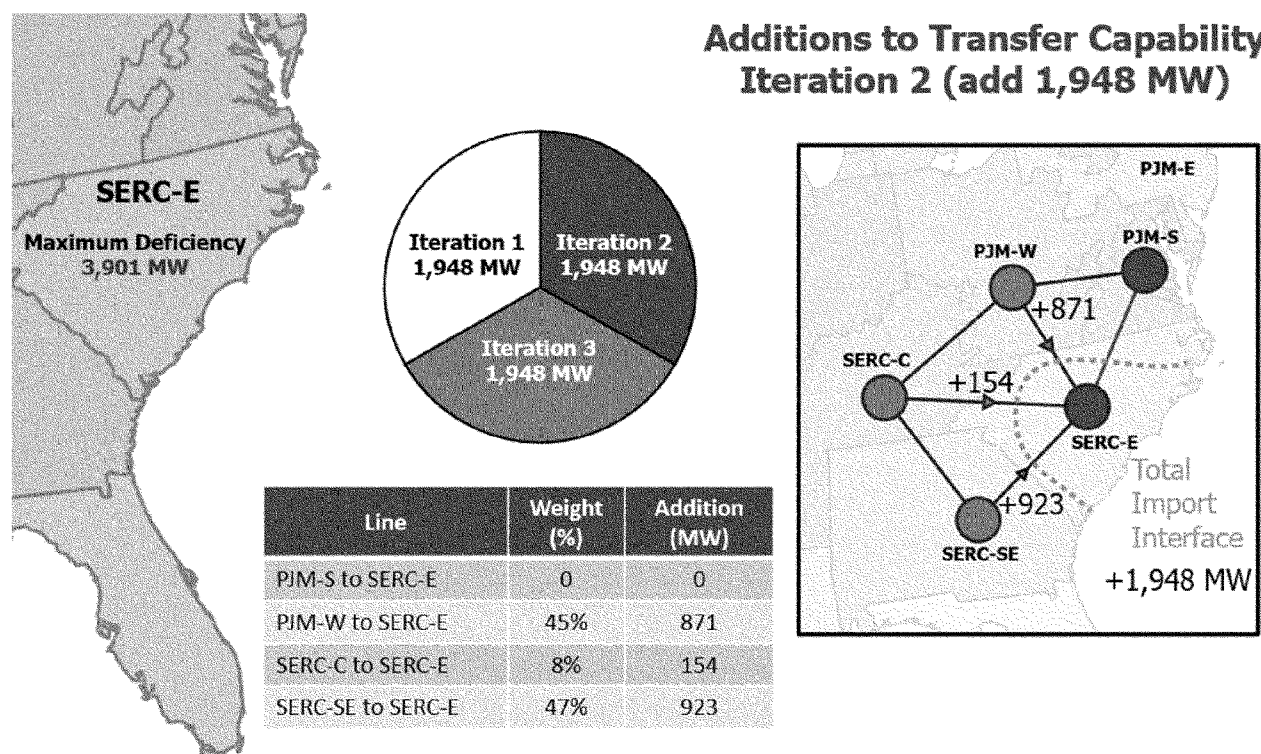 Additions to Transfer Capability
Iteration 2 (add 1,948 MW)
SERC-E
Maximum Deficiency
3,901 MW
Iteration 1
1,948 MW
Iteration 2
1,948 MW
Iteration 3
1,948 MW
Line Weight (%) Addition (MW)
PJM-S to SERC-E 0 0
PJM-W to SERC-E 45% 871
SERC-C to SERC-E 8% 154
SERC-SE to SERC-E 47% 923
PJM-E
PJM-S
PJM-W
+871
SERC-C
+154
SERC-E
+923
SERC-SE
Total
Import
Interface
+1,948 MW